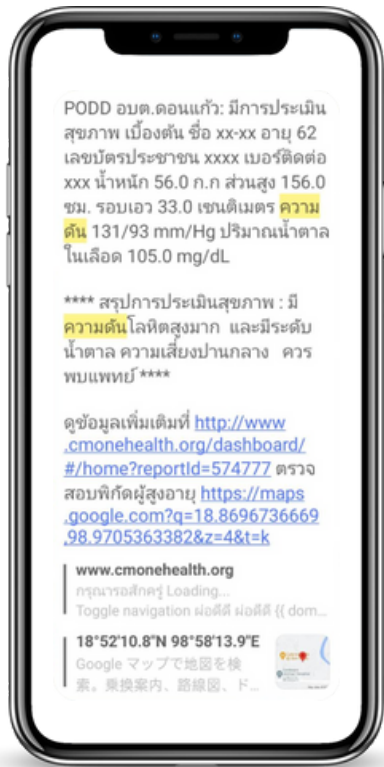 PODD อบต.ดอนแก้ว: มีการประเมิน
สุขภาพ เบื้องต้น ชื่อ xx-xx อายุ 62
เลขบัตรประชาชน xxxx เบอร์ติดต่อ
xxx น้ำหนัก 56.0 ก.ก ส่วนสูง 156.0
ซม. รอบเอว 33.0 เซนติเมตร ความ
ดัน 131/93 mm/Hg ปริมาณน้ำตาล
ในเลือด 105.0 mg/dL
**** สรุปการประเมินสุขภาพ : มี
ความดันโลหิตสูงมาก และมีระดับ
น้ำตาล ความเสี่ยงปานกลาง ควร
พบแพทย์ ****
ดูข้อมูลเพิ่มเติมที่ http://www
.cmonehealth.org/dashboard/
#/home?reportId=574777 ตรวจ
สอบพิกัดผู้สูงอายุ https://maps
.google.com?q=18.8696736669
,98.9705363382&z=4&t=k
www.cmonehealth.org
กรุณารอสักครู่ Loading...
Toggle navigation ผ่อดีดี ผ่อดีดี {{ dom...
18°52'10.8"N 98°58'13.9"E
Google マップで地図を検
索。乗換案内、路線図、ド...